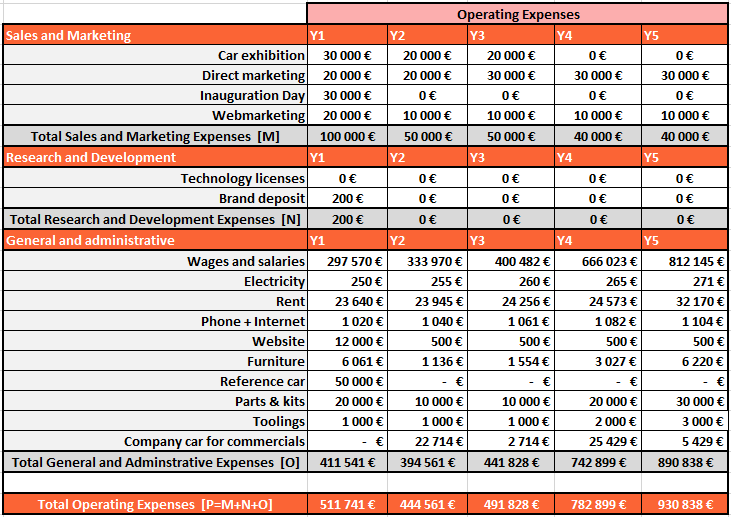 Operating Expenses
Sales and Marketing Y1 Y2 Y3 Y4 Y5
Car exhibition 30 000 € 20 000 € 20 000 € 0 € 0 €
Direct marketing 20 000 € 20 000 € 30 000 € 30 000 € 30 000 €
Inauguration Day 30 000 € 0 € 0 € 0 € 0 €
Webmarketing 20 000 € 10 000 € 10 000 € 10 000 € 10 000 €
Total Sales and Marketing Expenses [M] 100 000 € 50 000 € 50 000 € 40 000 € 40 000 €
Research and Development Y1 Y2 Y3 Y4 Y5
Technology licenses 0 € 0 € 0 € 0 € 0 €
Brand deposit 200 € 0 € 0 € 0 € 0 €
Total Research and Development Expenses [N] 200 € 0 € 0 € 0 € 0 €
General and administrative Y1 Y2 Y3 Y4 Y5
Wages and salaries 297 570 € 333 970 € 400 482 € 666 023 € 812 145 €
Electricity 250 € 255 € 260 € 265 € 271 €
Rent 23 640 € 23 945 € 24 256 € 24 573 € 32 170 €
Phone + Internet 1 020 € 1 040 € 1 061 € 1 082 € 1 104 €
Website 12 000 € 500 € 500 € 500 € 500 €
Furniture 6 061 € 1 136 € 1 554 € 3 027 € 6 220 €
Reference car 50 000 € - € - € - € - €
Parts & kits 20 000 € 10 000 € 10 000 € 20 000 € 30 000 €
Toolings 1 000 € 1 000 € 1 000 € 2 000 € 3 000 €
Company car for commercials - € 22 714 € 2 714 € 25 429 € 5 429 €
Total General and Adminstrative Expenses [O] 411 541 € 394 561 € 441 828 € 742 899 € 890 838 €
Total Operating Expenses [P=M+N+O] 511 741 € 444 561 € 491 828 € 782 899 € 930 838 €